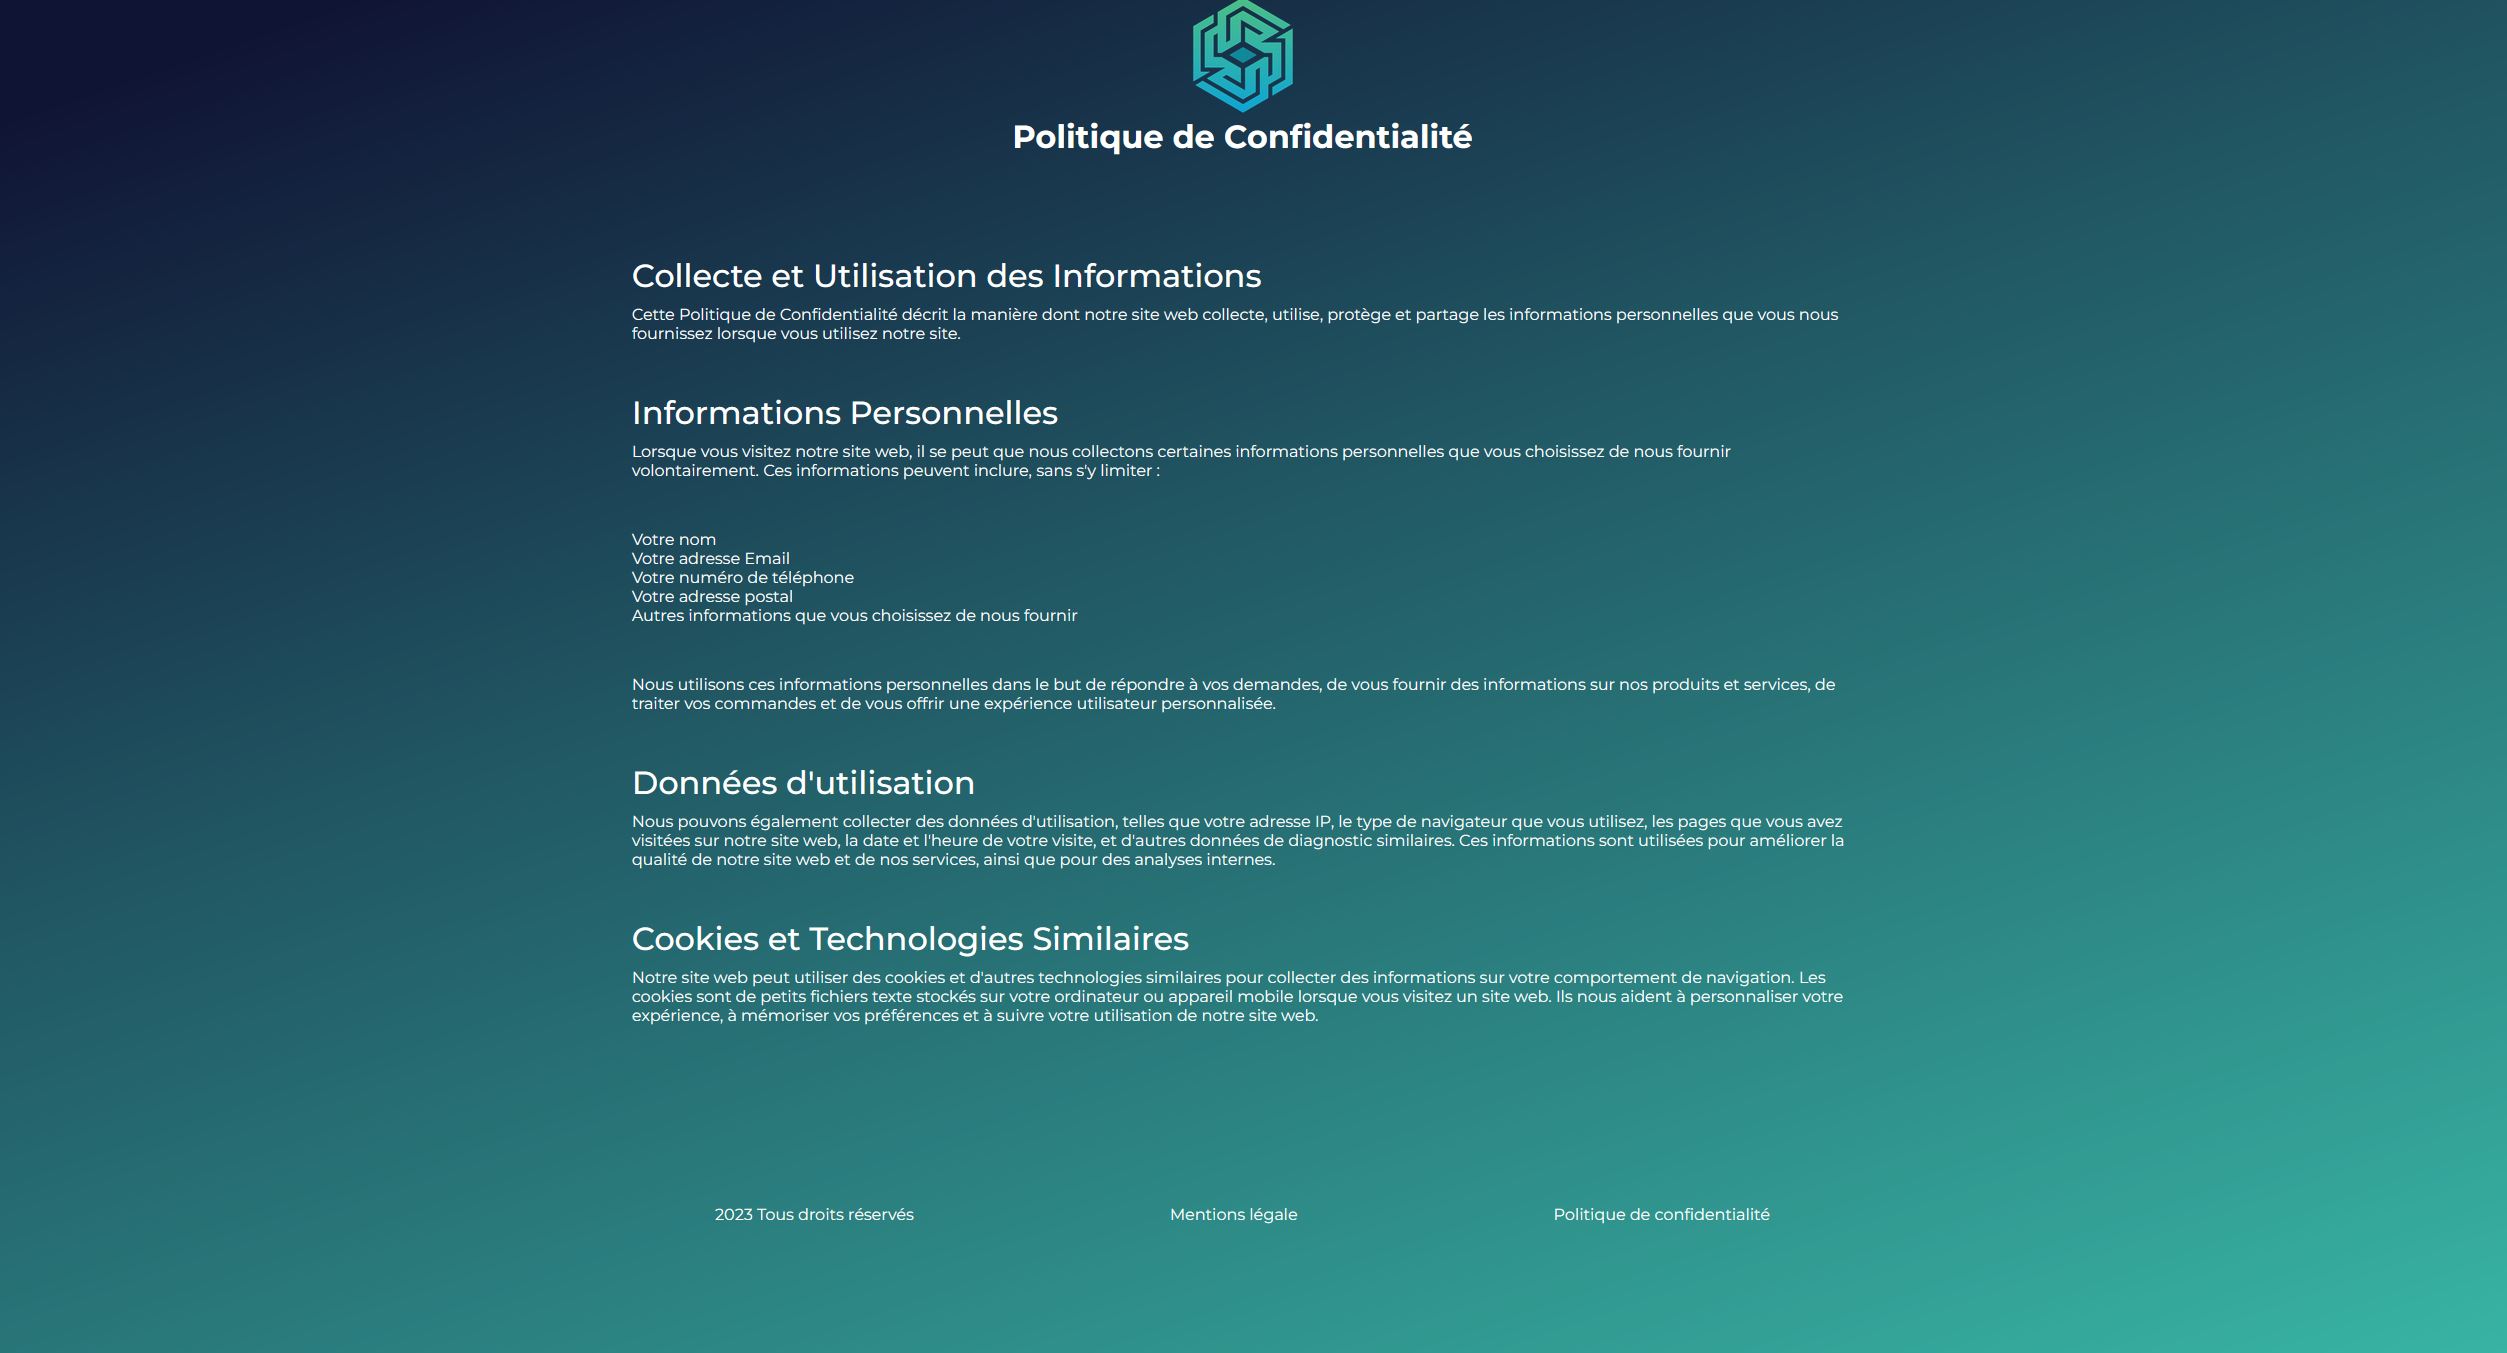 Politique de Confidentialité
Collecte et Utilisation des Informations
Cette Politique de Confidentialité décrit la manière dont notre site web collecte, utilise, protège et partage les informations personnelles que vous nous
fournissez lorsque vous utilisez notre site.
Informations Personnelles
Lorsque vous visitez notre site web, il se peut que nous collectons certaines informations personnelles que vous choisissez de nous fournir
volontairement. Ces informations peuvent inclure, sans s'y limiter :
Votre nom
Votre adresse Email
Votre numéro de téléphone
Votre adresse postal
Autres informations que vous choisissez de nous fournir
Nous utilisons ces informations personnelles dans le but de répondre à vos demandes, de vous fournir des informations sur nos produits et services, de
traiter vos commandes et de vous offrir une expérience utilisateur personnalisée.
Données d'utilisation
Nous pouvons également collecter des données d'utilisation, telles que votre adresse IP, le type de navigateur que vous utilisez, les pages que vous avez
visitées sur notre site web, la date et l'heure de votre visite, et d'autres données de diagnostic similaires. Ces informations sont utilisées pour améliorer la
qualité de notre site web et de nos services, ainsi que pour des analyses internes.
Cookies et Technologies Similaires
Notre site web peut utiliser des cookies et d'autres technologies similaires pour collecter des informations sur votre comportement de navigation. Les
cookies sont de petits fichiers texte stockés sur votre ordinateur ou appareil mobile lorsque vous visitez un site web. Ils nous aident à personnaliser votre
expérience, à mémoriser vos préférences et à suivre votre utilisation de notre site web.
2023 Tous droits réservés
Mentions légale
Politique de confidentialité